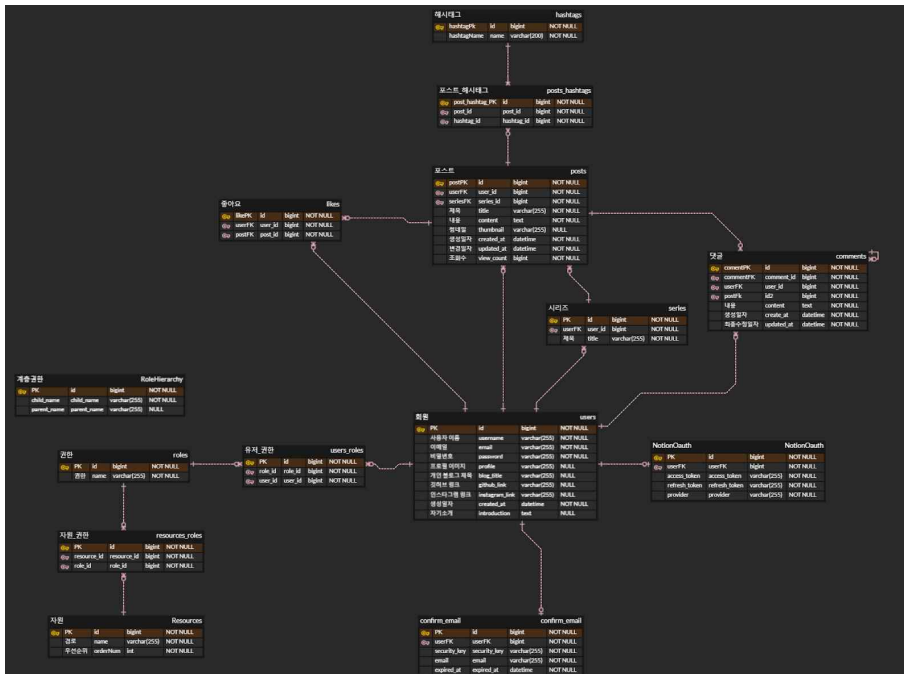 해시태그 hashtags
hashtagPk id bigint NOT NULL
hashtagName name varchar(200) NOT NULL
포스트_해시태그 posts_hashtags
post_hashtag_PK id bigint NOT NULL
post_id post_id bigint NOT NULL
hashtag_id hashtag_id bigint NOT NULL
포스트 posts
postPK id bigint NOT NULL
userFK user_id bigint NOT NULL
seriesFK series_id bigint NOT NULL
제목 title varchar(255) NOT NULL
내용 content text NOT NULL
썸네일 thumbnail varchar(255) NULL
생성일자 created_at datetime NOT NULL
변경일자 updated_at datetime NOT NULL
조회수 view_count bigint NOT NULL
좋아요 likes
likePK id bigint NOT NULL
userFK user_id bigint NOT NULL
postFK post_id bigint NOT NULL
댓글 comments
comentPK id bigint NOT NULL
commentFK comment_id bigint NOT NULL
userFK user_id bigint NOT NULL
postFk id2 bigint NOT NULL
내용 content text NOT NULL
생성일자 create_at datetime NOT NULL
최종수정일자 updated_at datetime NOT NULL
시리즈 series
PK id bigint NOT NULL
userFK user_id bigint NOT NULL
제목 title varchar(255) NOT NULL
계층권한 RoleHierarchy
PK id bigint NOT NULL
child_name child_name varchar(255) NOT NULL
parent_name parent_name varchar(255) NULL
회원 users
PK id bigint NOT NULL
사용자 이름 username varchar(255) NOT NULL
이메일 email varchar(255) NOT NULL
비밀번호 password varchar(255) NOT NULL
프로필 이미지 profile varchar(255) NULL
개인 블로그 제목 blog_title varchar(255) NULL
깃허브 링크 github_link varchar(255) NULL
인스타그램 링크 instagram_link varchar(255) NULL
생성일자 created_at datetime NOT NULL
자기소개 introduction text NULL
권한 roles
PK id bigint NOT NULL
권한 name varchar(255) NOT NULL
유저_권한 users_roles
PK id bigint NOT NULL
role_id role_id bigint NOT NULL
user_id user_id bigint NOT NULL
NotionOauth NotionOauth
PK id bigint NOT NULL
userFK userFK bigint NOT NULL
access_token access_token varchar(255) NOT NULL
refresh_token refresh_token varchar(255) NOT NULL
provider provider varchar(255) NOT NULL
자원_권한 resources_roles
PK id bigint NOT NULL
resource_id resource_id bigint NOT NULL
role_id role_id bigint NOT NULL
자원 Resources
PK id bigint NOT NULL
경로 name varchar(255) NOT NULL
우선순위 orderNum int NOT NULL
confirm_email confirm_email
PK id bigint NOT NULL
userFK userFK bigint NOT NULL
security_key security_key varchar(255) NOT NULL
email email varchar(255) NOT NULL
expired_at expired_at datetime NOT NULL